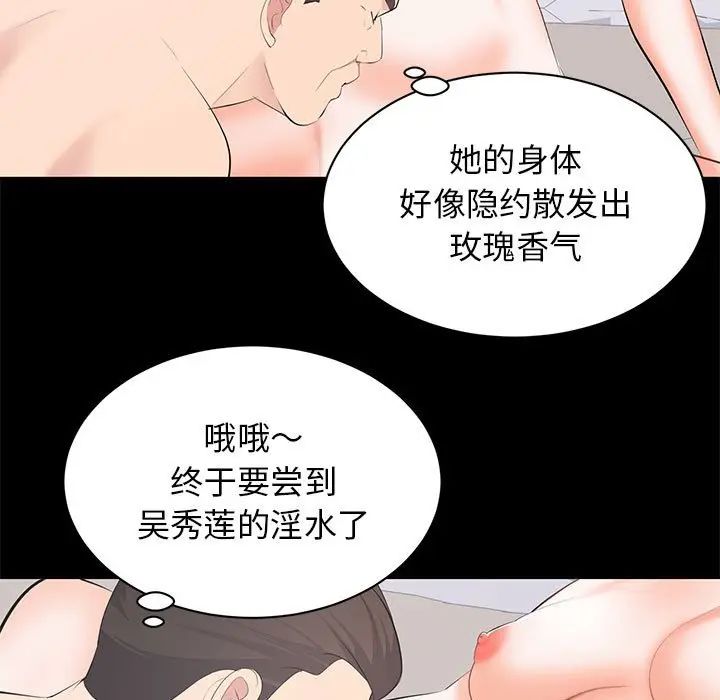 她的身体
好像隐约散发出
玫瑰香气
哦哦～
终于要尝到
吴秀莲的淫水了